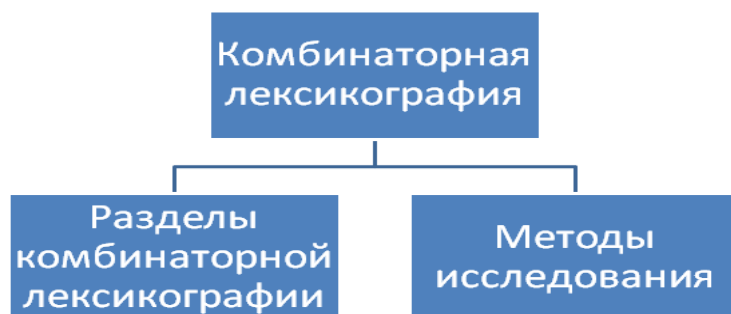 Комбинаторная
лексикография
Разделы
комбинаторной
лексикографии
Методы
исследования